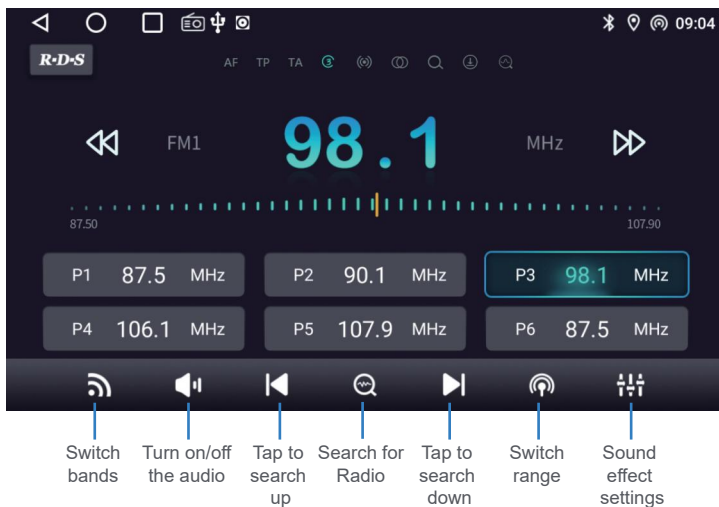 09:04
R·D·S
AF TP TA
FM1 98.1 MHz
87.50 107.90
P1 87.5 MHz P2 90.1 MHz P3 98.1 MHz
P4 106.1 MHz P5 107.9 MHz P6 87.5 MHz
Switch Turn on/off Tap to Search for Tap to Switch Sound
bands the audio search Radio search range effect
up down settings